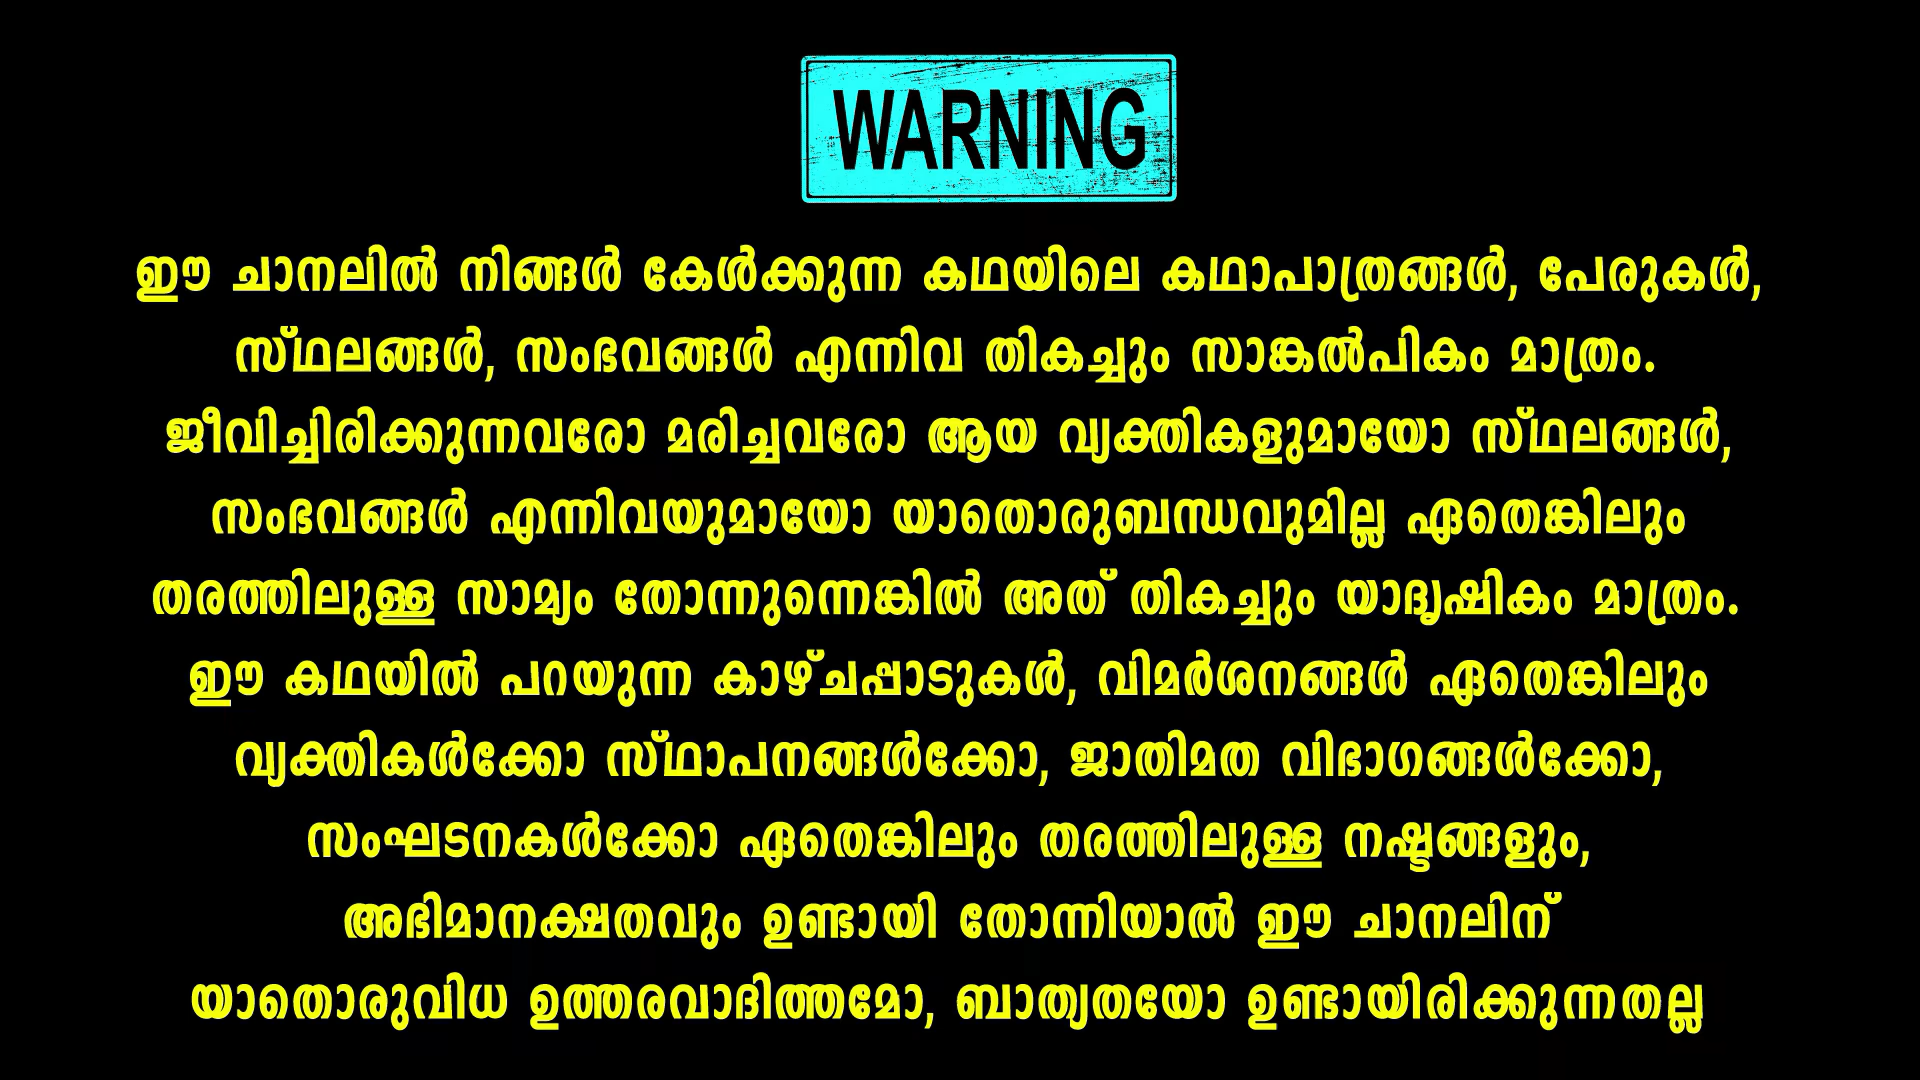 WARNING
ഈ ചാനലിൽ നിങ്ങൾ കേൾക്കുന്ന കഥയിലെ കഥാപാത്രങ്ങൾ, പേരുകൾ,
സ്ഥലങ്ങൾ, സംഭവങ്ങൾ എന്നിവ തികച്ചും സാങ്കൽപികം മാത്രം.
ജീവിച്ചിരിക്കുന്നവരോ മരിച്ചവരോ ആയ വ്യക്തികളുമായോ സ്ഥലങ്ങൾ,
സംഭവങ്ങൾ എന്നിവയുമായോ യാതൊരുബന്ധവുമില്ല ഏതെങ്കിലും
തരത്തിലുള്ള സാമ്യം തോന്നുന്നെങ്കിൽ അത് തികച്ചും യാദൃഷികം മാത്രം.
ഈ കഥയിൽ പറയുന്ന കാഴ്ചപ്പാടുകൾ, വിമർശനങ്ങൾ ഏതെങ്കിലും
വ്യക്തികൾക്കോ സ്ഥാപനങ്ങൾക്കോ, ജാതിമത വിഭാഗങ്ങൾക്കോ,
സംഘടനകൾക്കോ ഏതെങ്കിലും തരത്തിലുള്ള നഷ്ടങ്ങളും,
അഭിമാനക്ഷതവും ഉണ്ടായി തോന്നിയാൽ ഈ ചാനലിന്
യാതൊരുവിധ ഉത്തരവാദിത്തമോ, ബാത്യതയോ ഉണ്ടായിരിക്കുന്നതല്ല